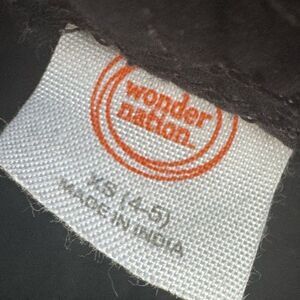 wonder
nation.
XS (4-5)
MADE IN INDIA